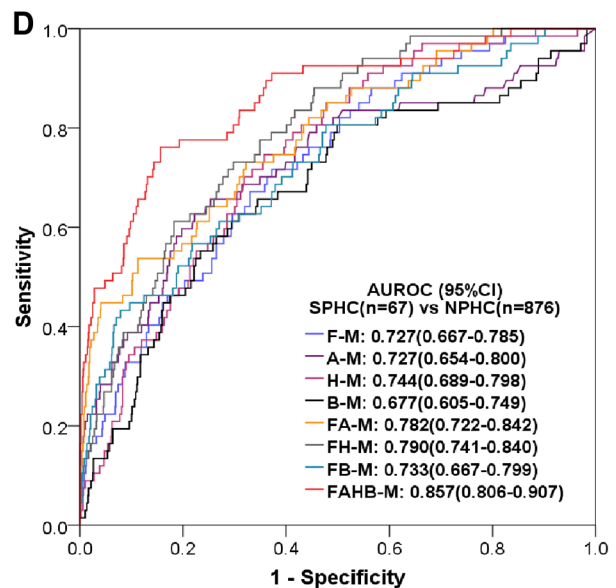 D
1.0
0.8
0.6
0.4
0.2
0.0
Sensitivity
AUROC (95%CI)
SPHC(n=67) vs NPHC(n=876)
F-M: 0.727(0.667-0.785)
A-M: 0.727(0.654-0.800)
H-M: 0.744(0.689-0.798)
B-M: 0.677(0.605-0.749)
FA-M: 0.782(0.722-0.842)
FH-M: 0.790(0.741-0.840)
FB-M: 0.733(0.667-0.799)
FAHB-M: 0.857(0.806-0.907)
0.0 0.2 0.4 0.6 0.8 1.0
1 - Specificity